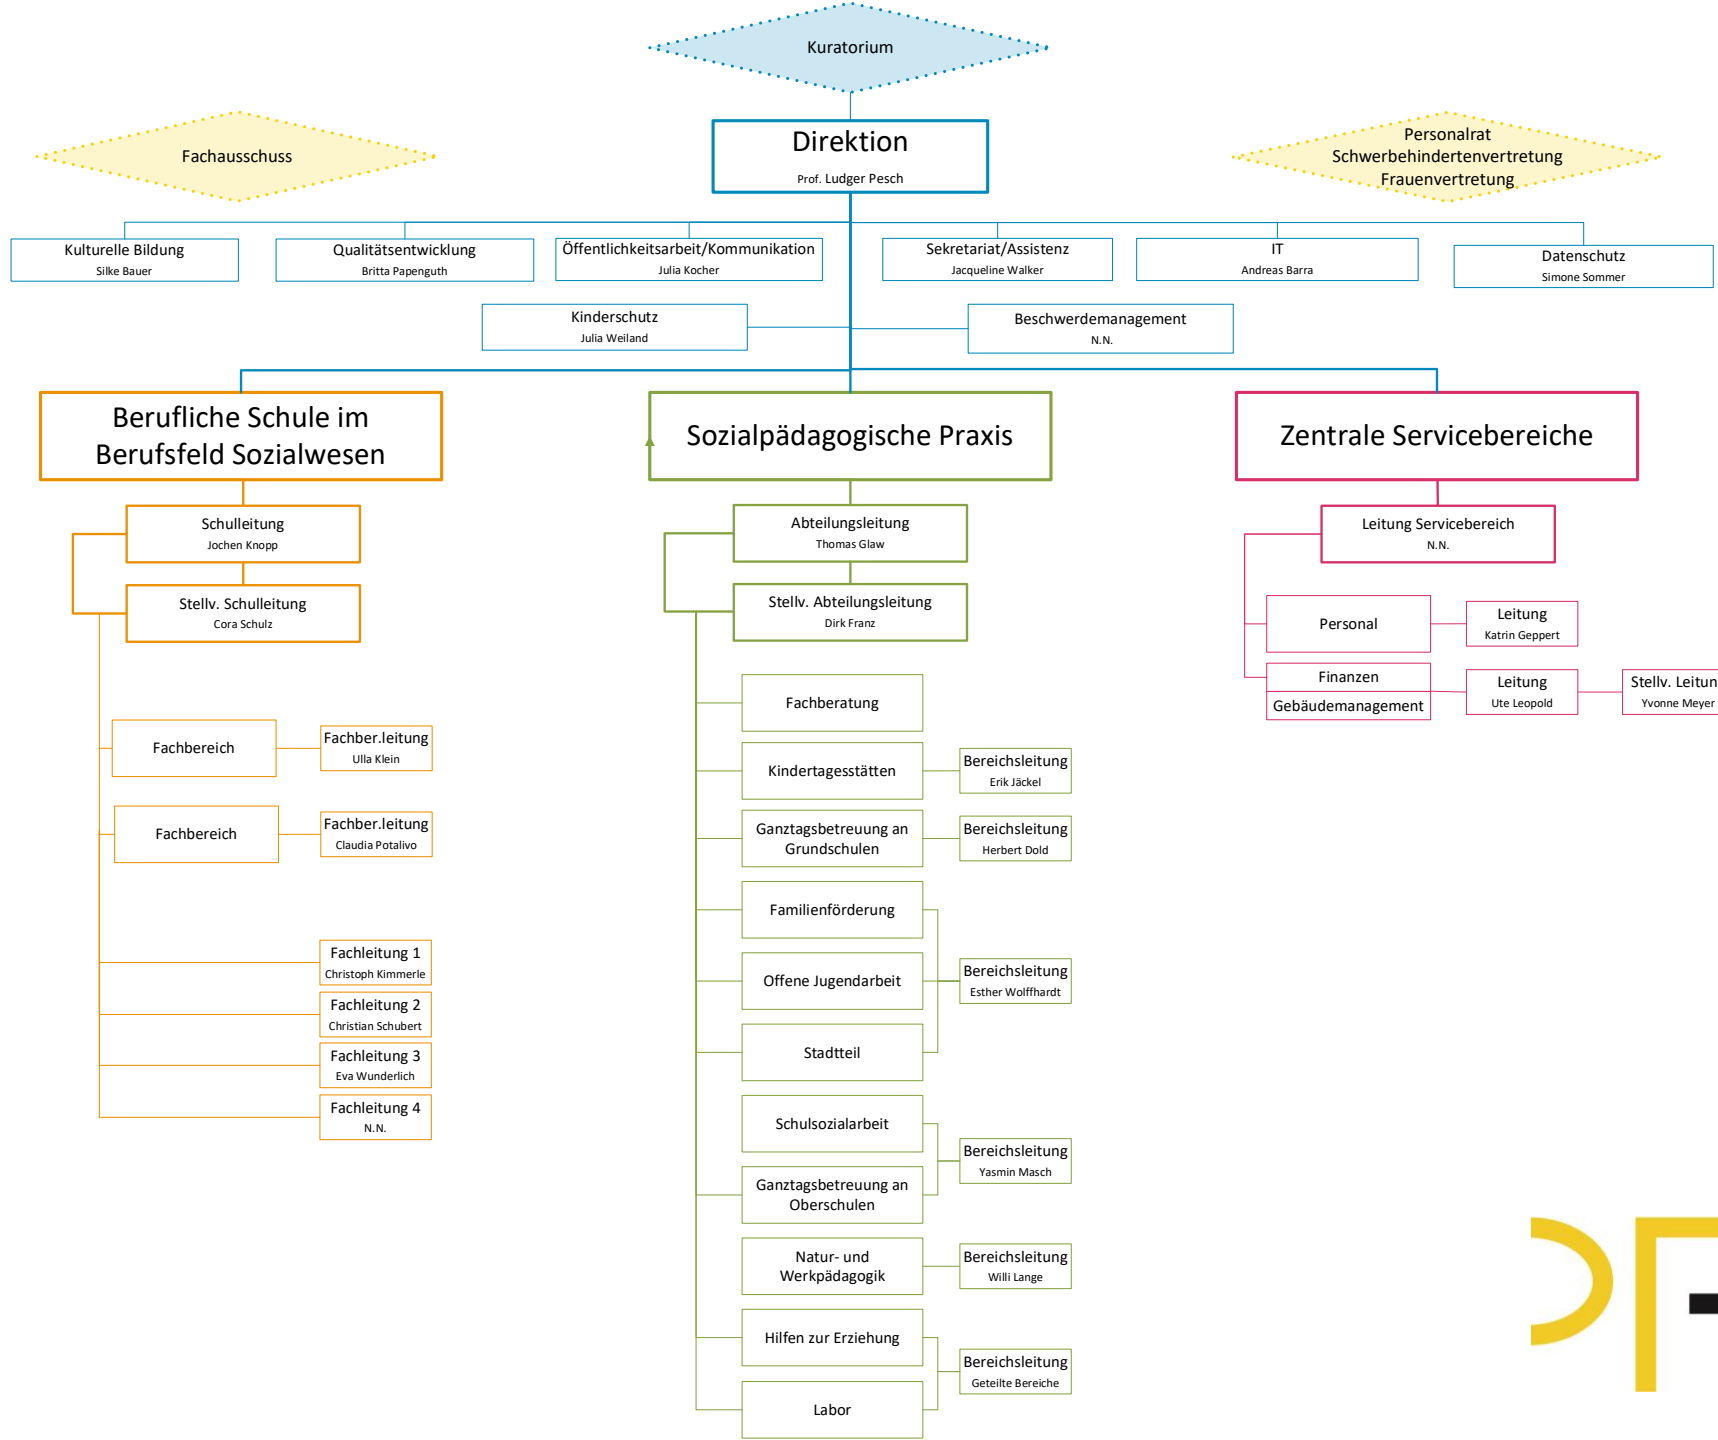 Kuratorium
Direktion
Prof. Ludger Pesch
Fachausschuss
Personalrat
Schwerbehindertenvertretung
Frauenvertretung
Kulturelle Bildung
Silke Bauer
Qualitätsentwicklung
Britta Papenguth
Öffentlichkeitsarbeit/Kommunikation
Julia Kocher
Sekretariat/Assistenz
Jacqueline Walker
IT
Andreas Barra
Datenschutz
Simone Sommer
Kinderschutz
Julia Weiland
Beschwerdemanagement
N.N.
Berufliche Schule im
Berufsfeld Sozialwesen
Schulleitung
Jochen Knopp
Stellv. Schulleitung
Cora Schulz
Fachbereich
Fachber.leitung
Ulla Klein
Fachbereich
Fachber.leitung
Claudia Potalivo
Fachleitung 1
Christoph Kimmerle
Fachleitung 2
Christian Schubert
Fachleitung 3
Eva Wunderlich
Fachleitung 4
N.N.
Sozialpädagogische Praxis
Abteilungsleitung
Thomas Glaw
Stellv. Abteilungsleitung
Dirk Franz
Fachberatung
Kindertagesstätten
Bereichsleitung
Erik Jäckel
Ganztagsbetreuung an
Grundschulen
Bereichsleitung
Herbert Dold
Familienförderung
Offene Jugendarbeit
Stadtteil
Bereichsleitung
Esther Wolffhardt
Schulsozialarbeit
Ganztagsbetreuung an
Oberschulen
Bereichsleitung
Yasmin Masch
Natur- und
Werkpädagogik
Bereichsleitung
Willi Lange
Hilfen zur Erziehung
Labor
Bereichsleitung
Geteilte Bereiche
Zentrale Servicebereiche
Leitung Servicebereich
N.N.
Personal
Leitung
Katrin Geppert
Finanzen
Gebäudemanagement
Leitung
Ute Leopold
Stellv. Leitun
Yvonne Meyer